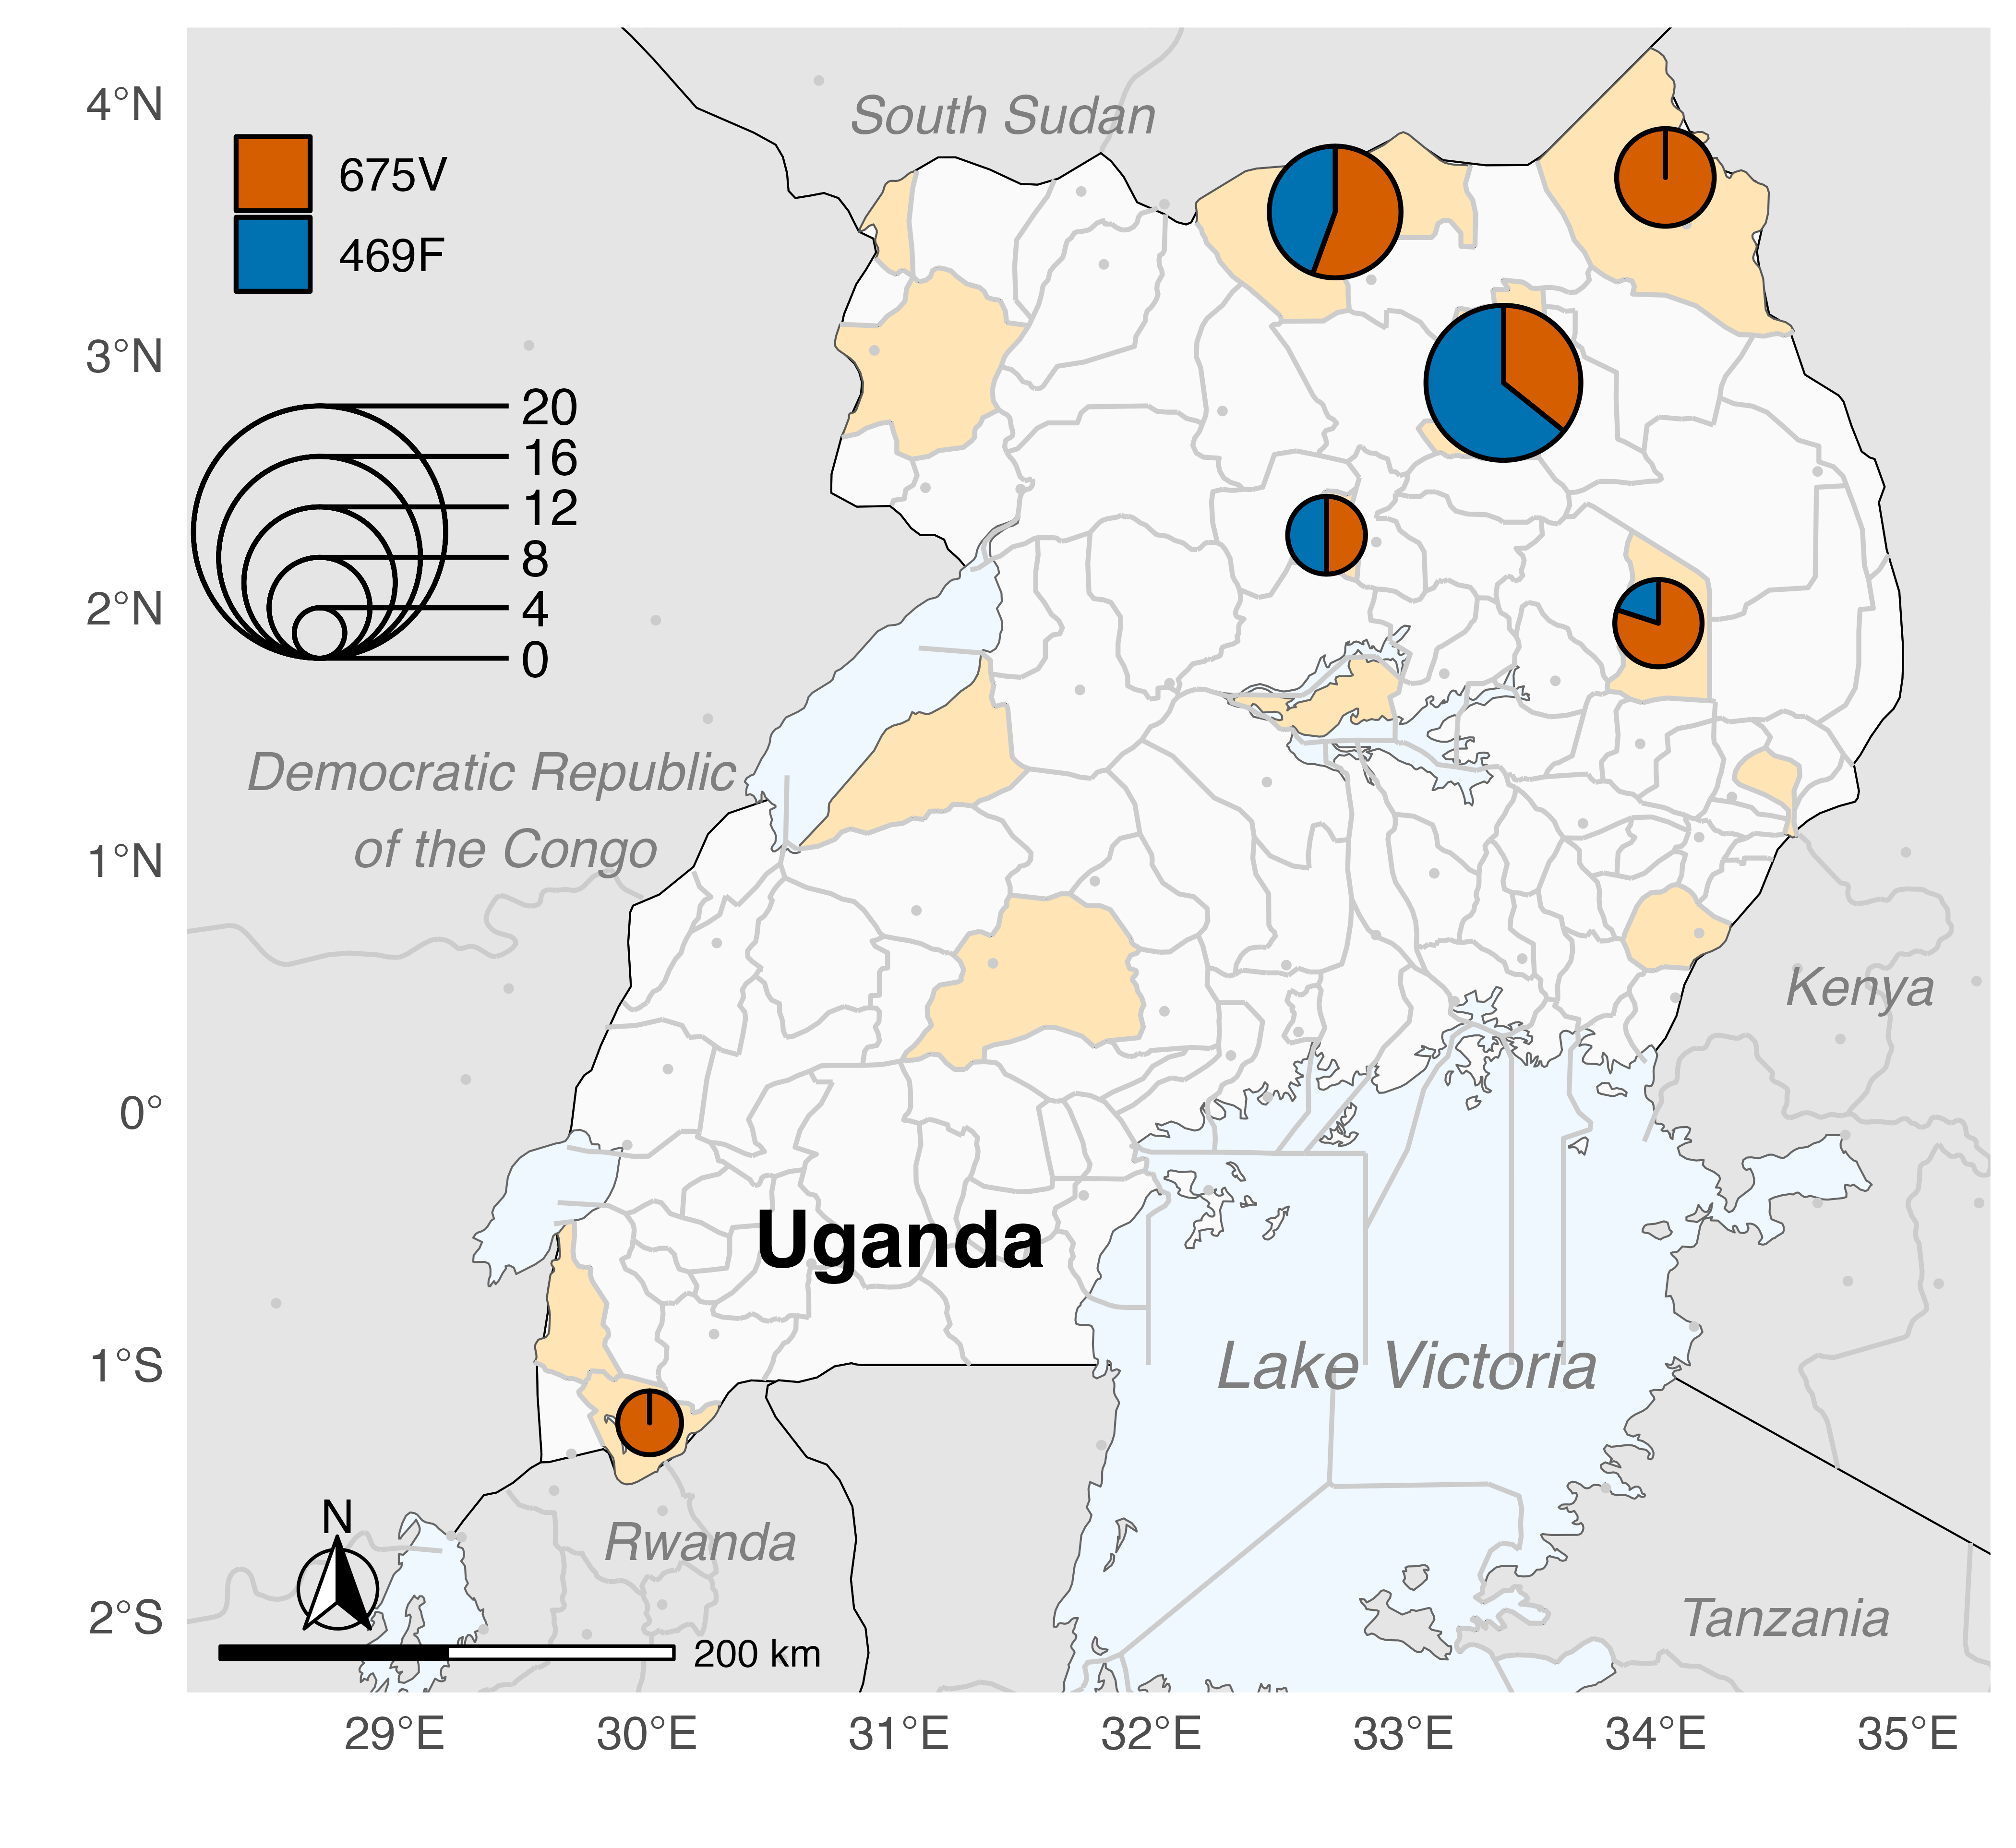 4°N
3°N
2°N
1°N
0°
1°S
2°S
675V
469F
20
16
12
8
4
0
South Sudan
Democratic Republic
of the Congo
Kenya
Uganda
Lake Victoria
Rwanda
Tanzania
N
200 km
29°E
30°E
31°E
32°E
33°E
34°E
35°E